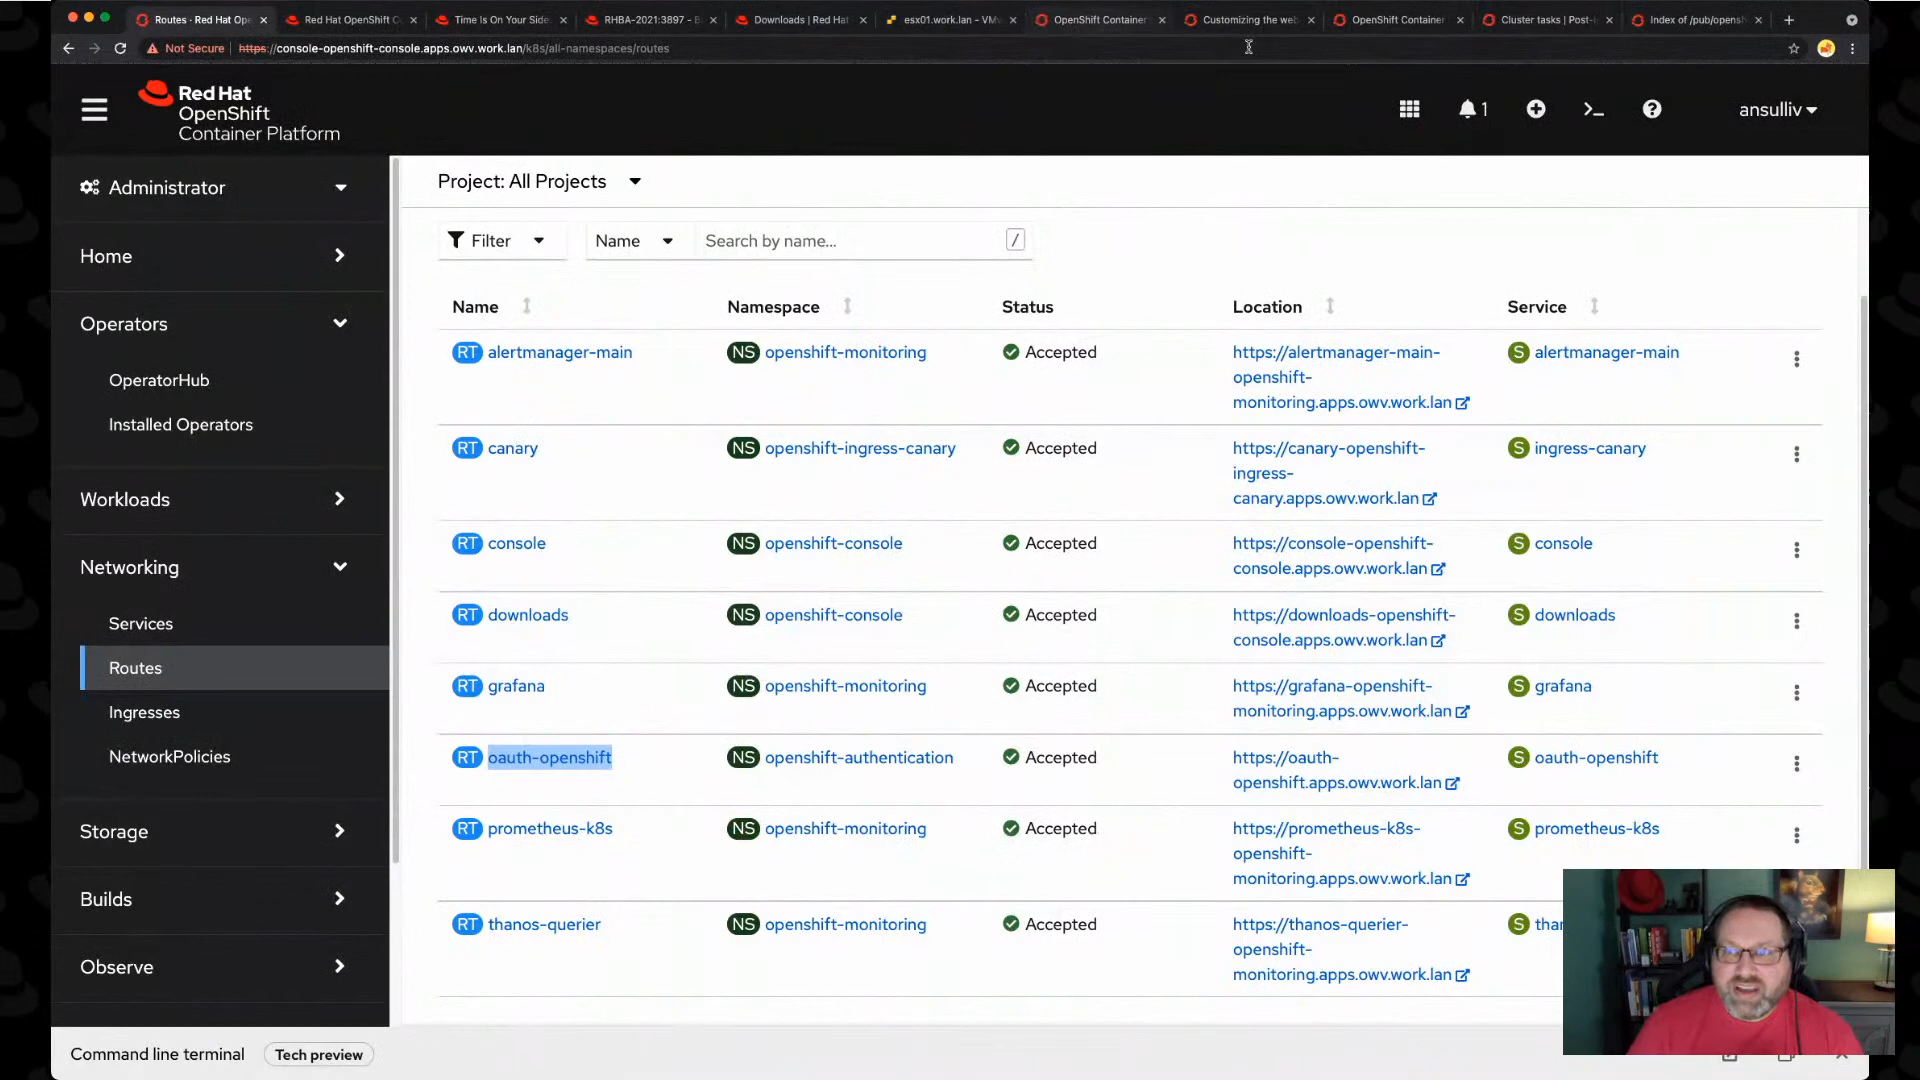 Routes · Red Hat Ope
Red Hat OpenShift C
Time Is On Your Side
RHBA-2021:3897 - B
Downloads | Red Hat
esx01.work.lan - VM
OpenShift Container
Customizing the web
OpenShift Container
Cluster tasks | Post-i
Index of /pub/opensh
Not Secure | https://console-openshift-console.apps.owv.work.lan/k8s/all-namespaces/routes
Red Hat
OpenShift
Container Platform
1
ansulliv
Administrator
Home
Operators
OperatorHub
Installed Operators
Workloads
Networking
Services
Routes
Ingresses
NetworkPolicies
Storage
Builds
Observe
Project: All Projects
Filter
Name
Search by name...
/
Name
Namespace
Status
Location
Service
RT alertmanager-main
NS openshift-monitoring
Accepted
https://alertmanager-main-
openshift-
monitoring.apps.owv.work.lan
S alertmanager-main
RT canary
NS openshift-ingress-canary
Accepted
https://canary-openshift-
ingress-
canary.apps.owv.work.lan
S ingress-canary
RT console
NS openshift-console
Accepted
https://console-openshift-
console.apps.owv.work.lan
S console
RT downloads
NS openshift-console
Accepted
https://downloads-openshift-
console.apps.owv.work.lan
S downloads
RT grafana
NS openshift-monitoring
Accepted
https://grafana-openshift-
monitoring.apps.owv.work.lan
S grafana
RT oauth-openshift
NS openshift-authentication
Accepted
https://oauth-
openshift.apps.owv.work.lan
S oauth-openshift
RT prometheus-k8s
NS openshift-monitoring
Accepted
https://prometheus-k8s-
openshift-
monitoring.apps.owv.work.lan
S prometheus-k8s
RT thanos-querier
NS openshift-monitoring
Accepted
https://thanos-querier-
openshift-
monitoring.apps.owv.work.lan
S thar
Command line terminal
Tech preview